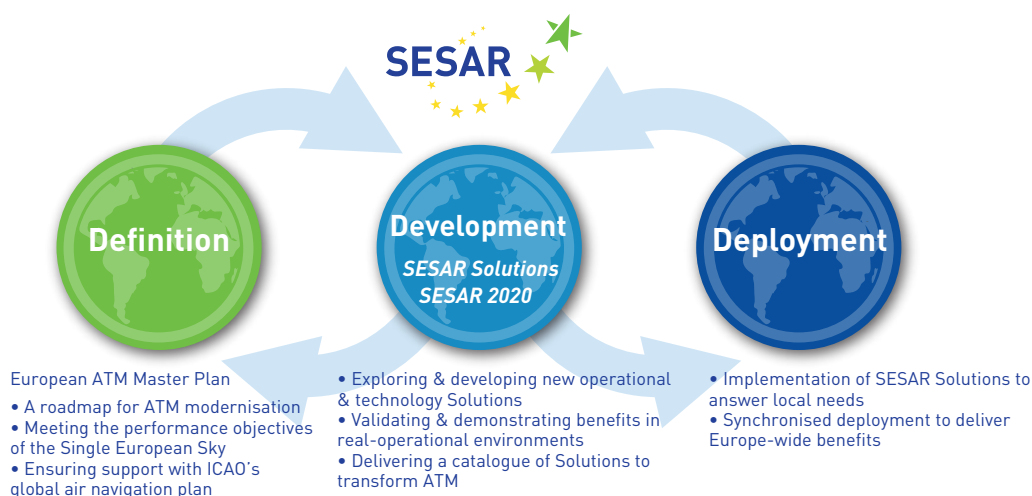 SESAR
Definition
Development
SESAR Solutions
SESAR 2020
Deployment
European ATM Master Plan
• A roadmap for ATM modernisation
• Meeting the performance objectives
of the Single European Sky
• Ensuring support with ICAO's
global air navigation plan
• Exploring & developing new operational
& technology Solutions
• Validating & demonstrating benefits in
real-operational environments
• Delivering a catalogue of Solutions to
transform ATM
• Implementation of SESAR Solutions to
answer local needs
• Synchronised deployment to deliver
Europe-wide benefits